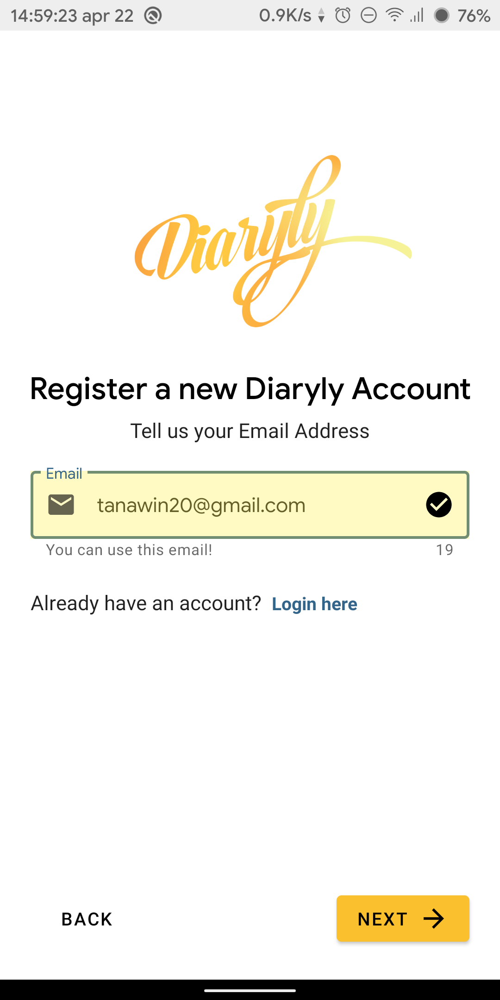 14:59:23 apr 22 0.9K/s 76%
Diaryly
Register a new Diaryly Account
Tell us your Email Address
Email
tanawin20@gmail.com
You can use this email! 19
Already have an account? Login here
BACK NEXT